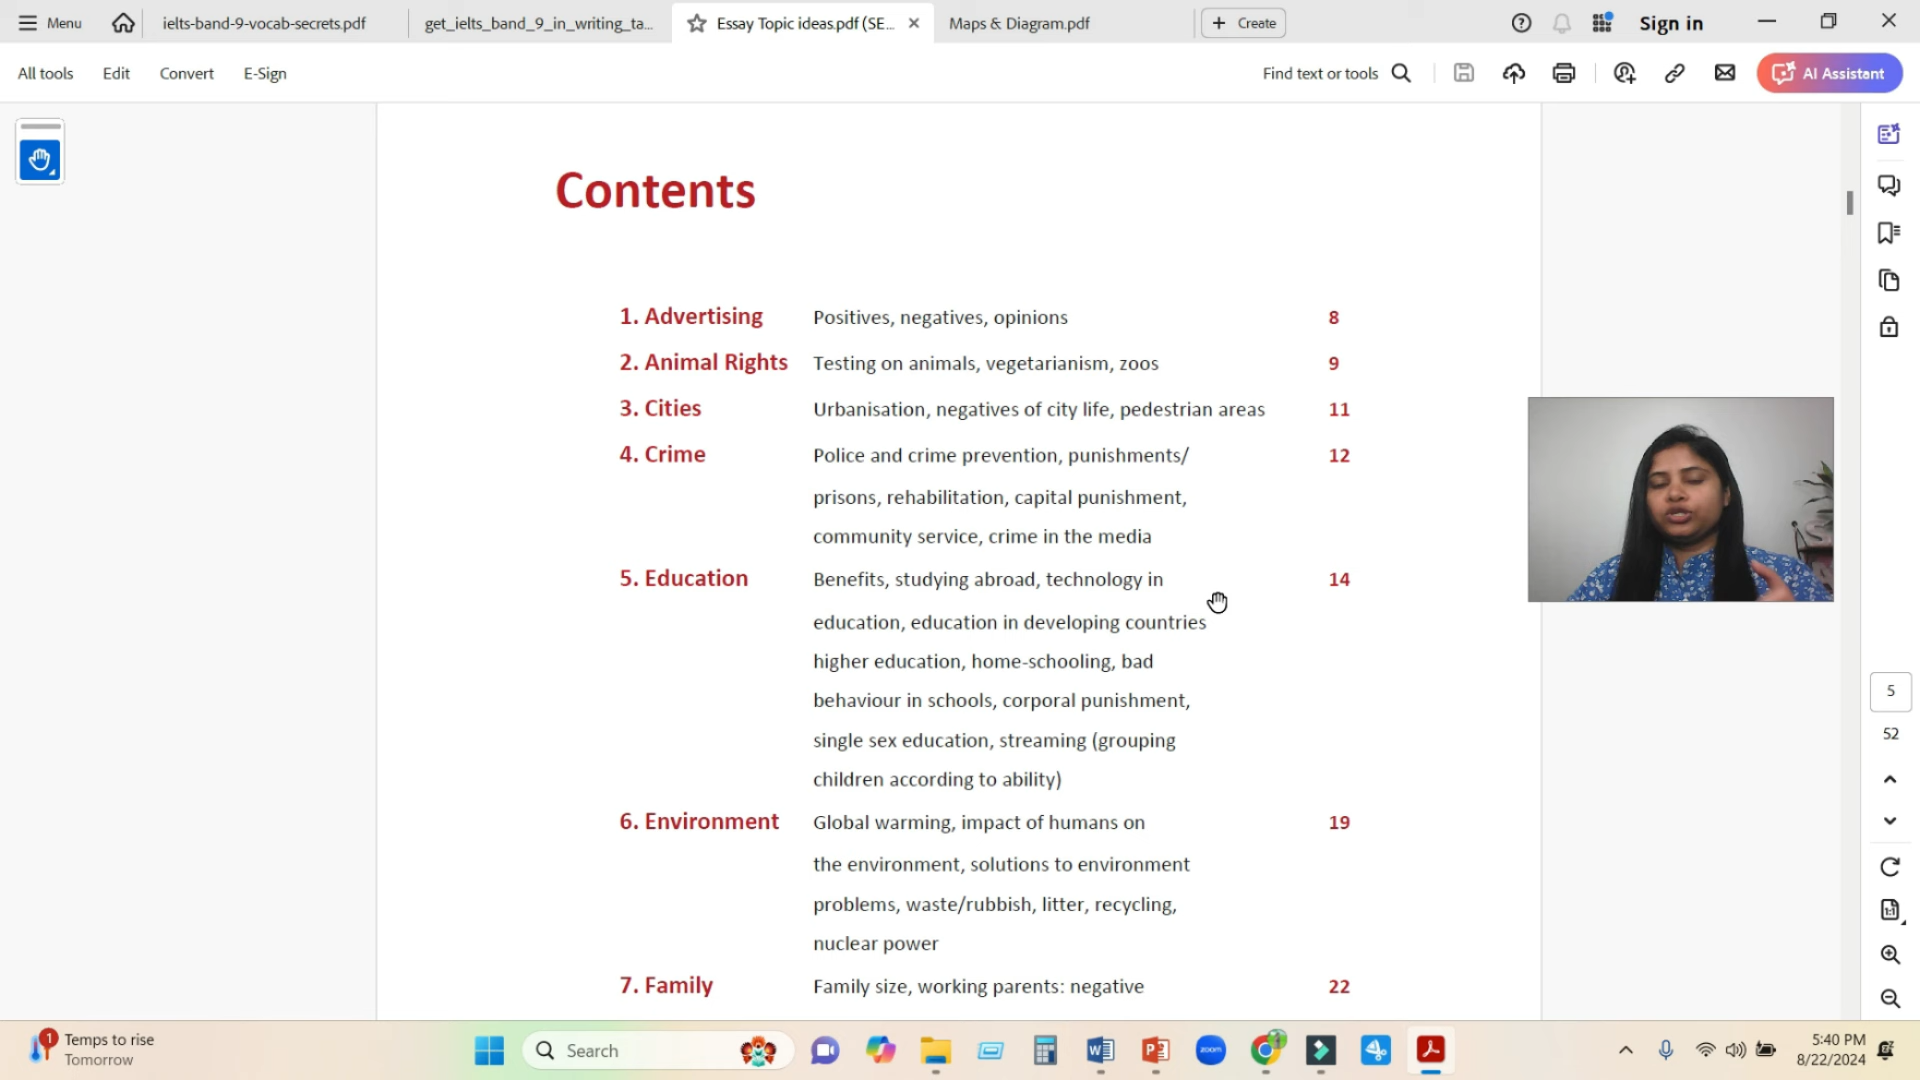 Menu
ielts-band-9-vocab-secrets.pdf
get_ielts_band_9_in_writing_ta...
Essay Topic ideas.pdf (SE...
Maps & Diagram.pdf
Create
Sign in
All tools
Edit
Convert
E-Sign
Find text or tools
AI Assistant
Contents
1. Advertising Positives, negatives, opinions 8
2. Animal Rights Testing on animals, vegetarianism, zoos 9
3. Cities Urbanisation, negatives of city life, pedestrian areas 11
4. Crime Police and crime prevention, punishments/ 12
prisons, rehabilitation, capital punishment,
community service, crime in the media
5. Education Benefits, studying abroad, technology in 14
education, education in developing countries
higher education, home-schooling, bad
behaviour in schools, corporal punishment,
single sex education, streaming (grouping
children according to ability)
6. Environment Global warming, impact of humans on 19
the environment, solutions to environment
problems, waste/rubbish, litter, recycling,
nuclear power
7. Family Family size, working parents: negative 22
5
52
1:1
1
Temps to rise
Tomorrow
Search
zoom
5:40 PM
8/22/2024